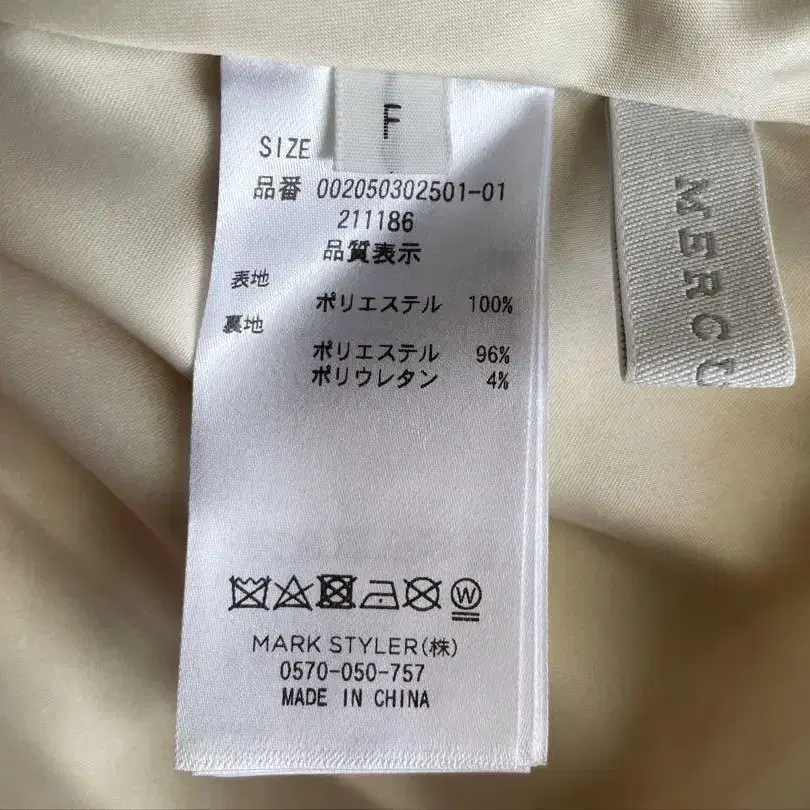 F
SIZE
品番 002050302501-01
211186
品質表示
表地
ポリエステル 100%
裏地
ポリエステル 96%
ポリウレタン 4%
W
MARK STYLER(株)
0570-050-757
MADE IN CHINA
MERCU